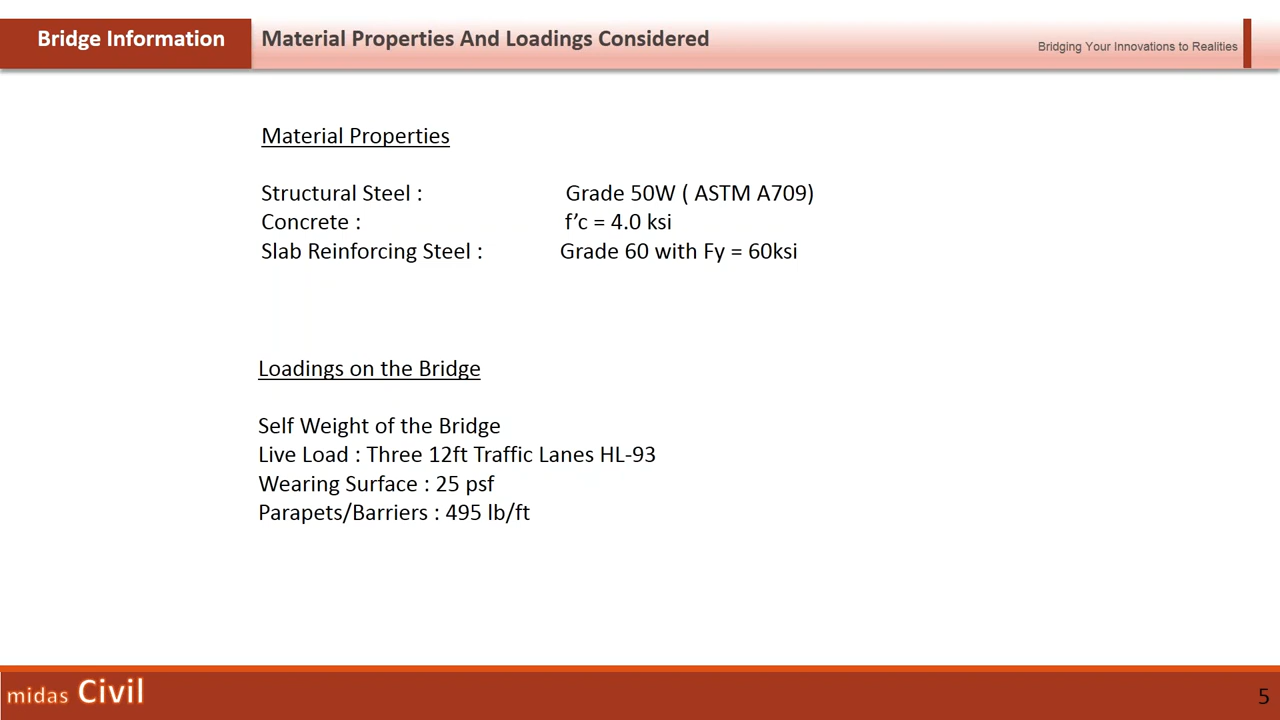 Bridge Information
Material Properties And Loadings Considered
Bridging Your Innovations to Realities
Material Properties
Structural Steel : Grade 50W ( ASTM A709)
Concrete : f’c = 4.0 ksi
Slab Reinforcing Steel : Grade 60 with Fy = 60ksi
Loadings on the Bridge
Self Weight of the Bridge
Live Load : Three 12ft Traffic Lanes HL-93
Wearing Surface : 25 psf
Parapets/Barriers : 495 lb/ft
midas Civil
5